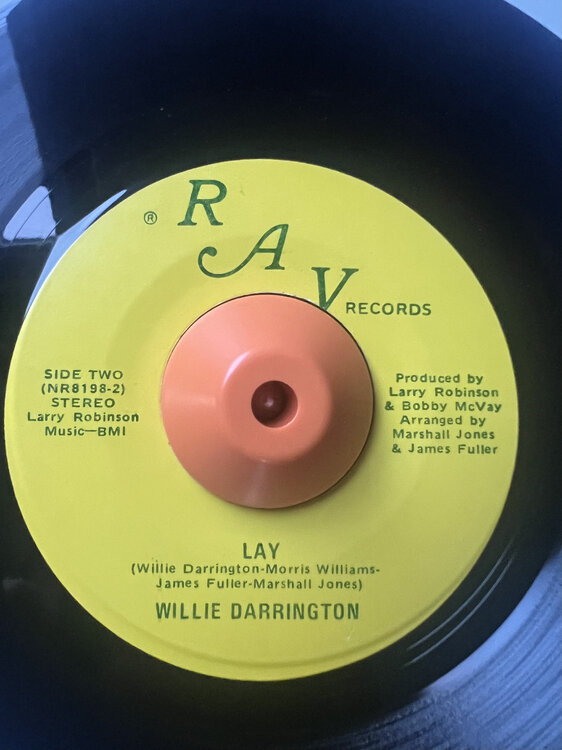 ® RAV RECORDS
SIDE TWO
(NR8198-2)
STEREO
Larry Robinson
Music—BMI
Produced by
Larry Robinson
& Bobby McVay
Arranged by
Marshall Jones
& James Fuller
LAY
(Willie Darrington-Morris Williams-
James Fuller-Marshall Jones)
WILLIE DARRINGTON